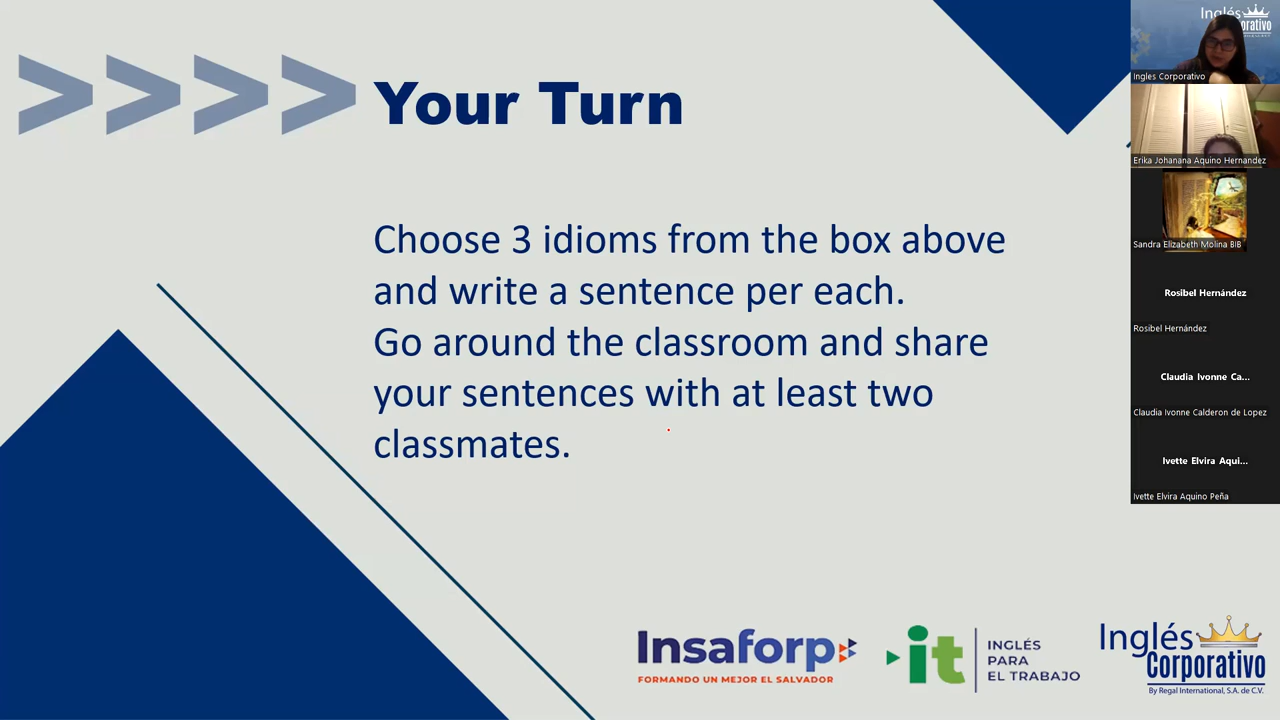 >>>> Your Turn
Choose 3 idioms from the box above
and write a sentence per each.
Go around the classroom and share
your sentences with at least two
classmates.
Inglés
Corporativo
Ingles Corporativo
Erika Johanana Aquino Hernandez
Sandra Elizabeth Molina BIB
Rosibel Hernández
Rosibel Hernández
Claudia Ivonne Ca...
Claudia Ivonne Calderon de Lopez
Ivette Elvira Aqui...
Ivette Elvira Aquino Peña
Insaforp
FORMANDO UN MEJOR EL SALVADOR
it
INGLÉS
PARA
EL TRABAJO
Inglés
Corporativo
By Regal International, S.A. de C.V.